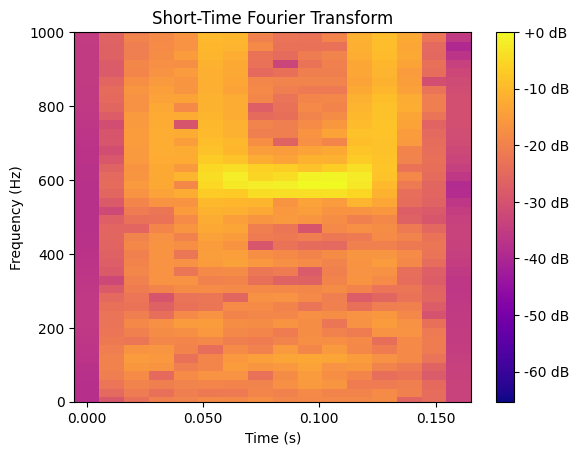 Short-Time Fourier Transform
1000
800
600
400
200
0
Frequency (Hz)
0.000
0.050
0.100
0.150
Time (s)
+0 dB
-10 dB
-20 dB
-30 dB
-40 dB
-50 dB
-60 dB